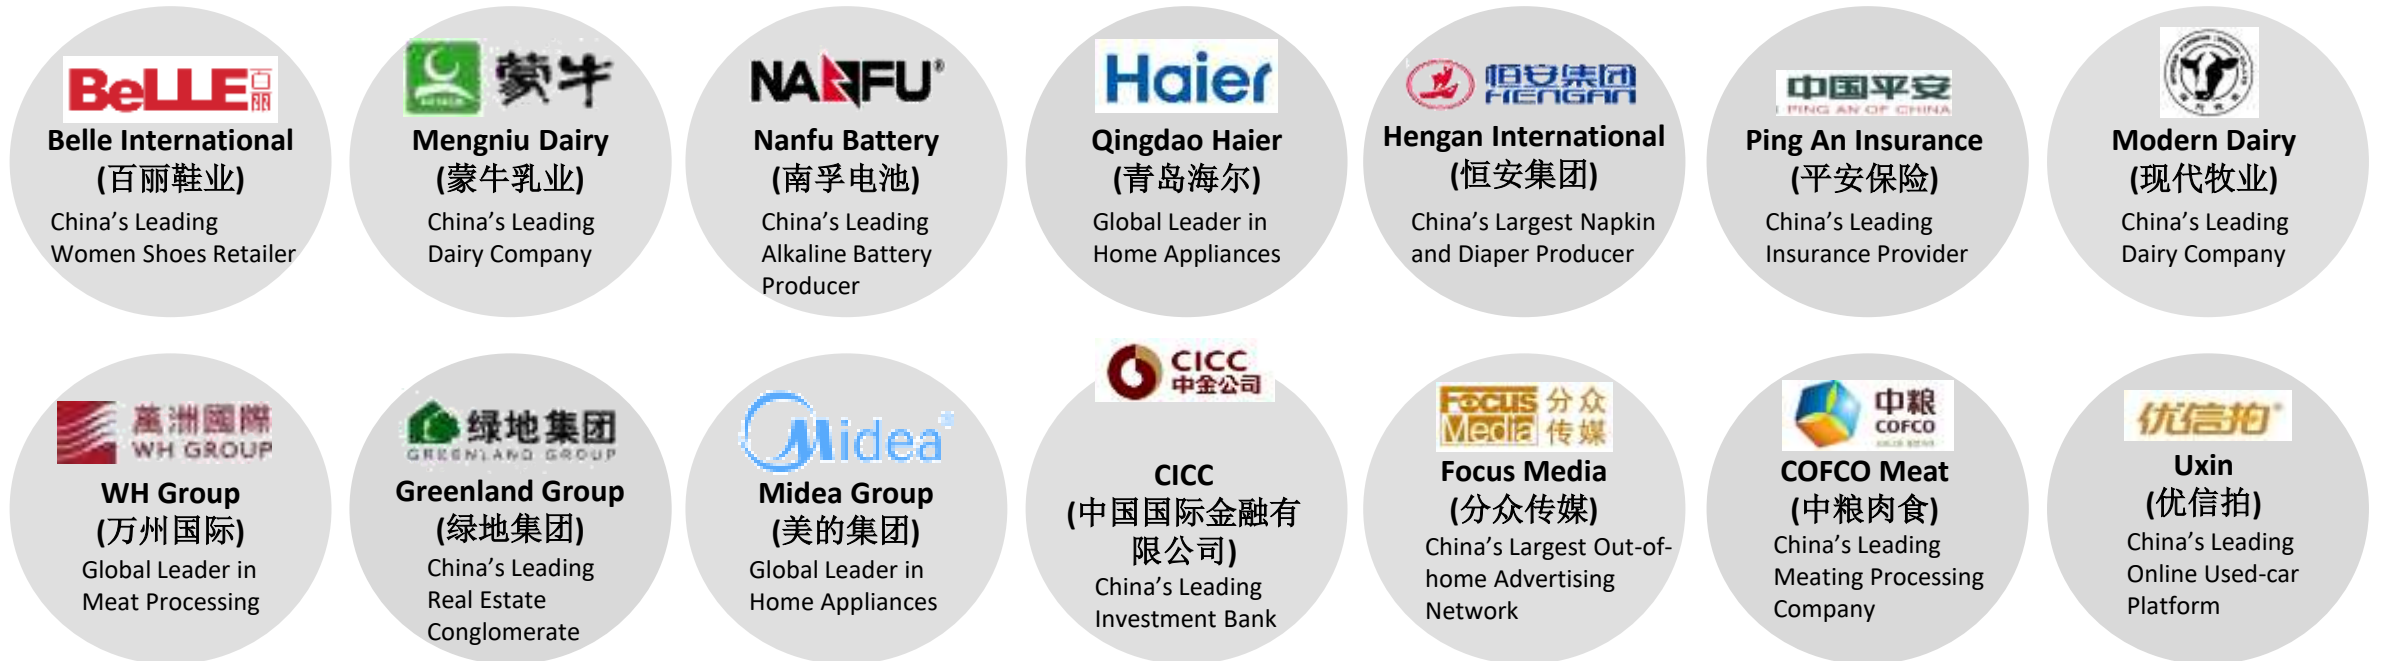 BeLLE百丽
Belle International
(百丽鞋业)
China’s Leading
Women Shoes Retailer
蒙牛
Mengniu Dairy
(蒙牛乳业)
China’s Leading
Dairy Company
NANFU®
Nanfu Battery
(南孚电池)
China’s Leading
Alkaline Battery
Producer
Haier
Qingdao Haier
(青岛海尔)
Global Leader in
Home Appliances
恒安集团
HENGAN
Hengan International
(恒安集团)
China’s Largest Napkin
and Diaper Producer
中国平安
PING AN OF CHINA
Ping An Insurance
(平安保险)
China’s Leading
Insurance Provider
Modern Dairy
(现代牧业)
China’s Leading
Dairy Company
萬洲國際
WH GROUP
WH Group
(万州国际)
Global Leader in
Meat Processing
绿地集团
GREENLAND GROUP
Greenland Group
(绿地集团)
China’s Leading
Real Estate
Conglomerate
Midea®
Midea Group
(美的集团)
Global Leader in
Home Appliances
CICC
中金公司
CICC
(中国国际金融有
限公司)
China’s Leading
Investment Bank
Focus 分众
Media 传媒
Focus Media
(分众传媒)
China’s Largest Out-of-
home Advertising
Network
中粮
COFCO
COFCO Meat
(中粮肉食)
China’s Leading
Meating Processing
Company
优信拍
Uxin
(优信拍)
China’s Leading
Online Used-car
Platform